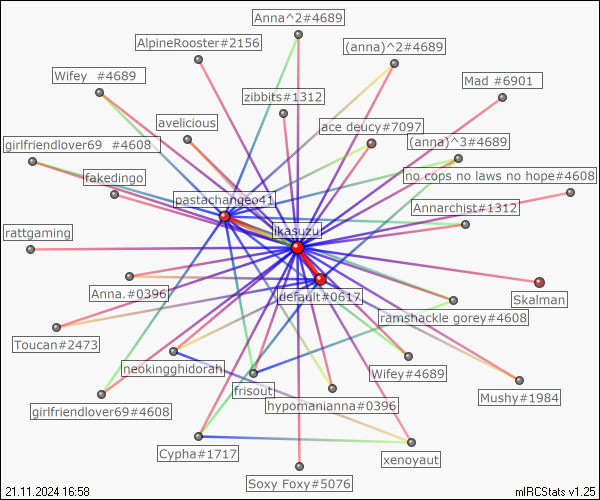 Anna^2#4689
AlpineRooster#2156
(anna)^2#4689
Wifey #4689
Mad #6901
zibbits#1312
avelicious
ace deucy#7097
(anna)^3#4689
girlfriendlover69 #4608
fakedingo
no cops no laws no hope#4608
pastachangeo41
Annarchist#1312
ikasuzu
rattgaming
Anna.#0396
default#0617
Skalman
ramshackle gorey#4608
Toucan#2473
neokingghidorah
Wifey#4689
frisout
Mushy#1984
hypomanianna#0396
girlfriendlover69#4608
Cypha#1717
xenoyaut
Soxy Foxy#5076
21.11.2024 16:58
mIRCStats v1.25